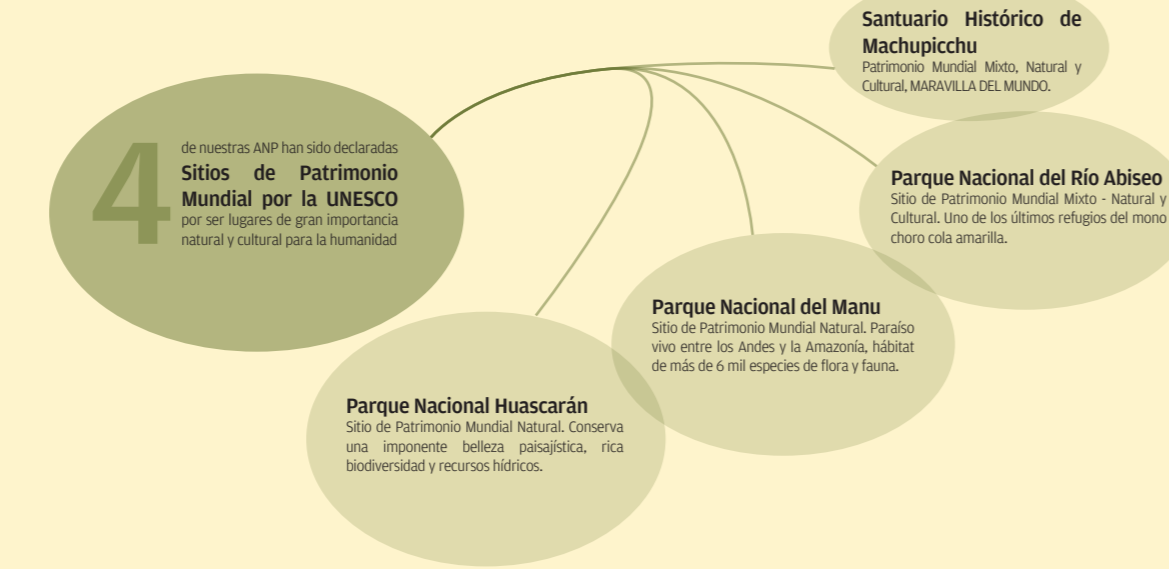 4
de nuestras ANP han sido declaradas
Sitios de Patrimonio
Mundial por la UNESCO
por ser lugares de gran importancia
natural y cultural para la humanidad
Santuario Histórico de
Machupicchu
Patrimonio Mundial Mixto, Natural y
Cultural, MARAVILLA DEL MUNDO.
Parque Nacional del Río Abiseo
Sitio de Patrimonio Mundial Mixto - Natural y
Cultural. Uno de los últimos refugios del mono
choro cola amarilla.
Parque Nacional del Manu
Sitio de Patrimonio Mundial Natural. Paraíso
vivo entre los Andes y la Amazonía, hábitat
de más de 6 mil especies de flora y fauna.
Parque Nacional Huascarán
Sitio de Patrimonio Mundial Natural. Conserva
una imponente belleza paisajística, rica
biodiversidad y recursos hídricos.